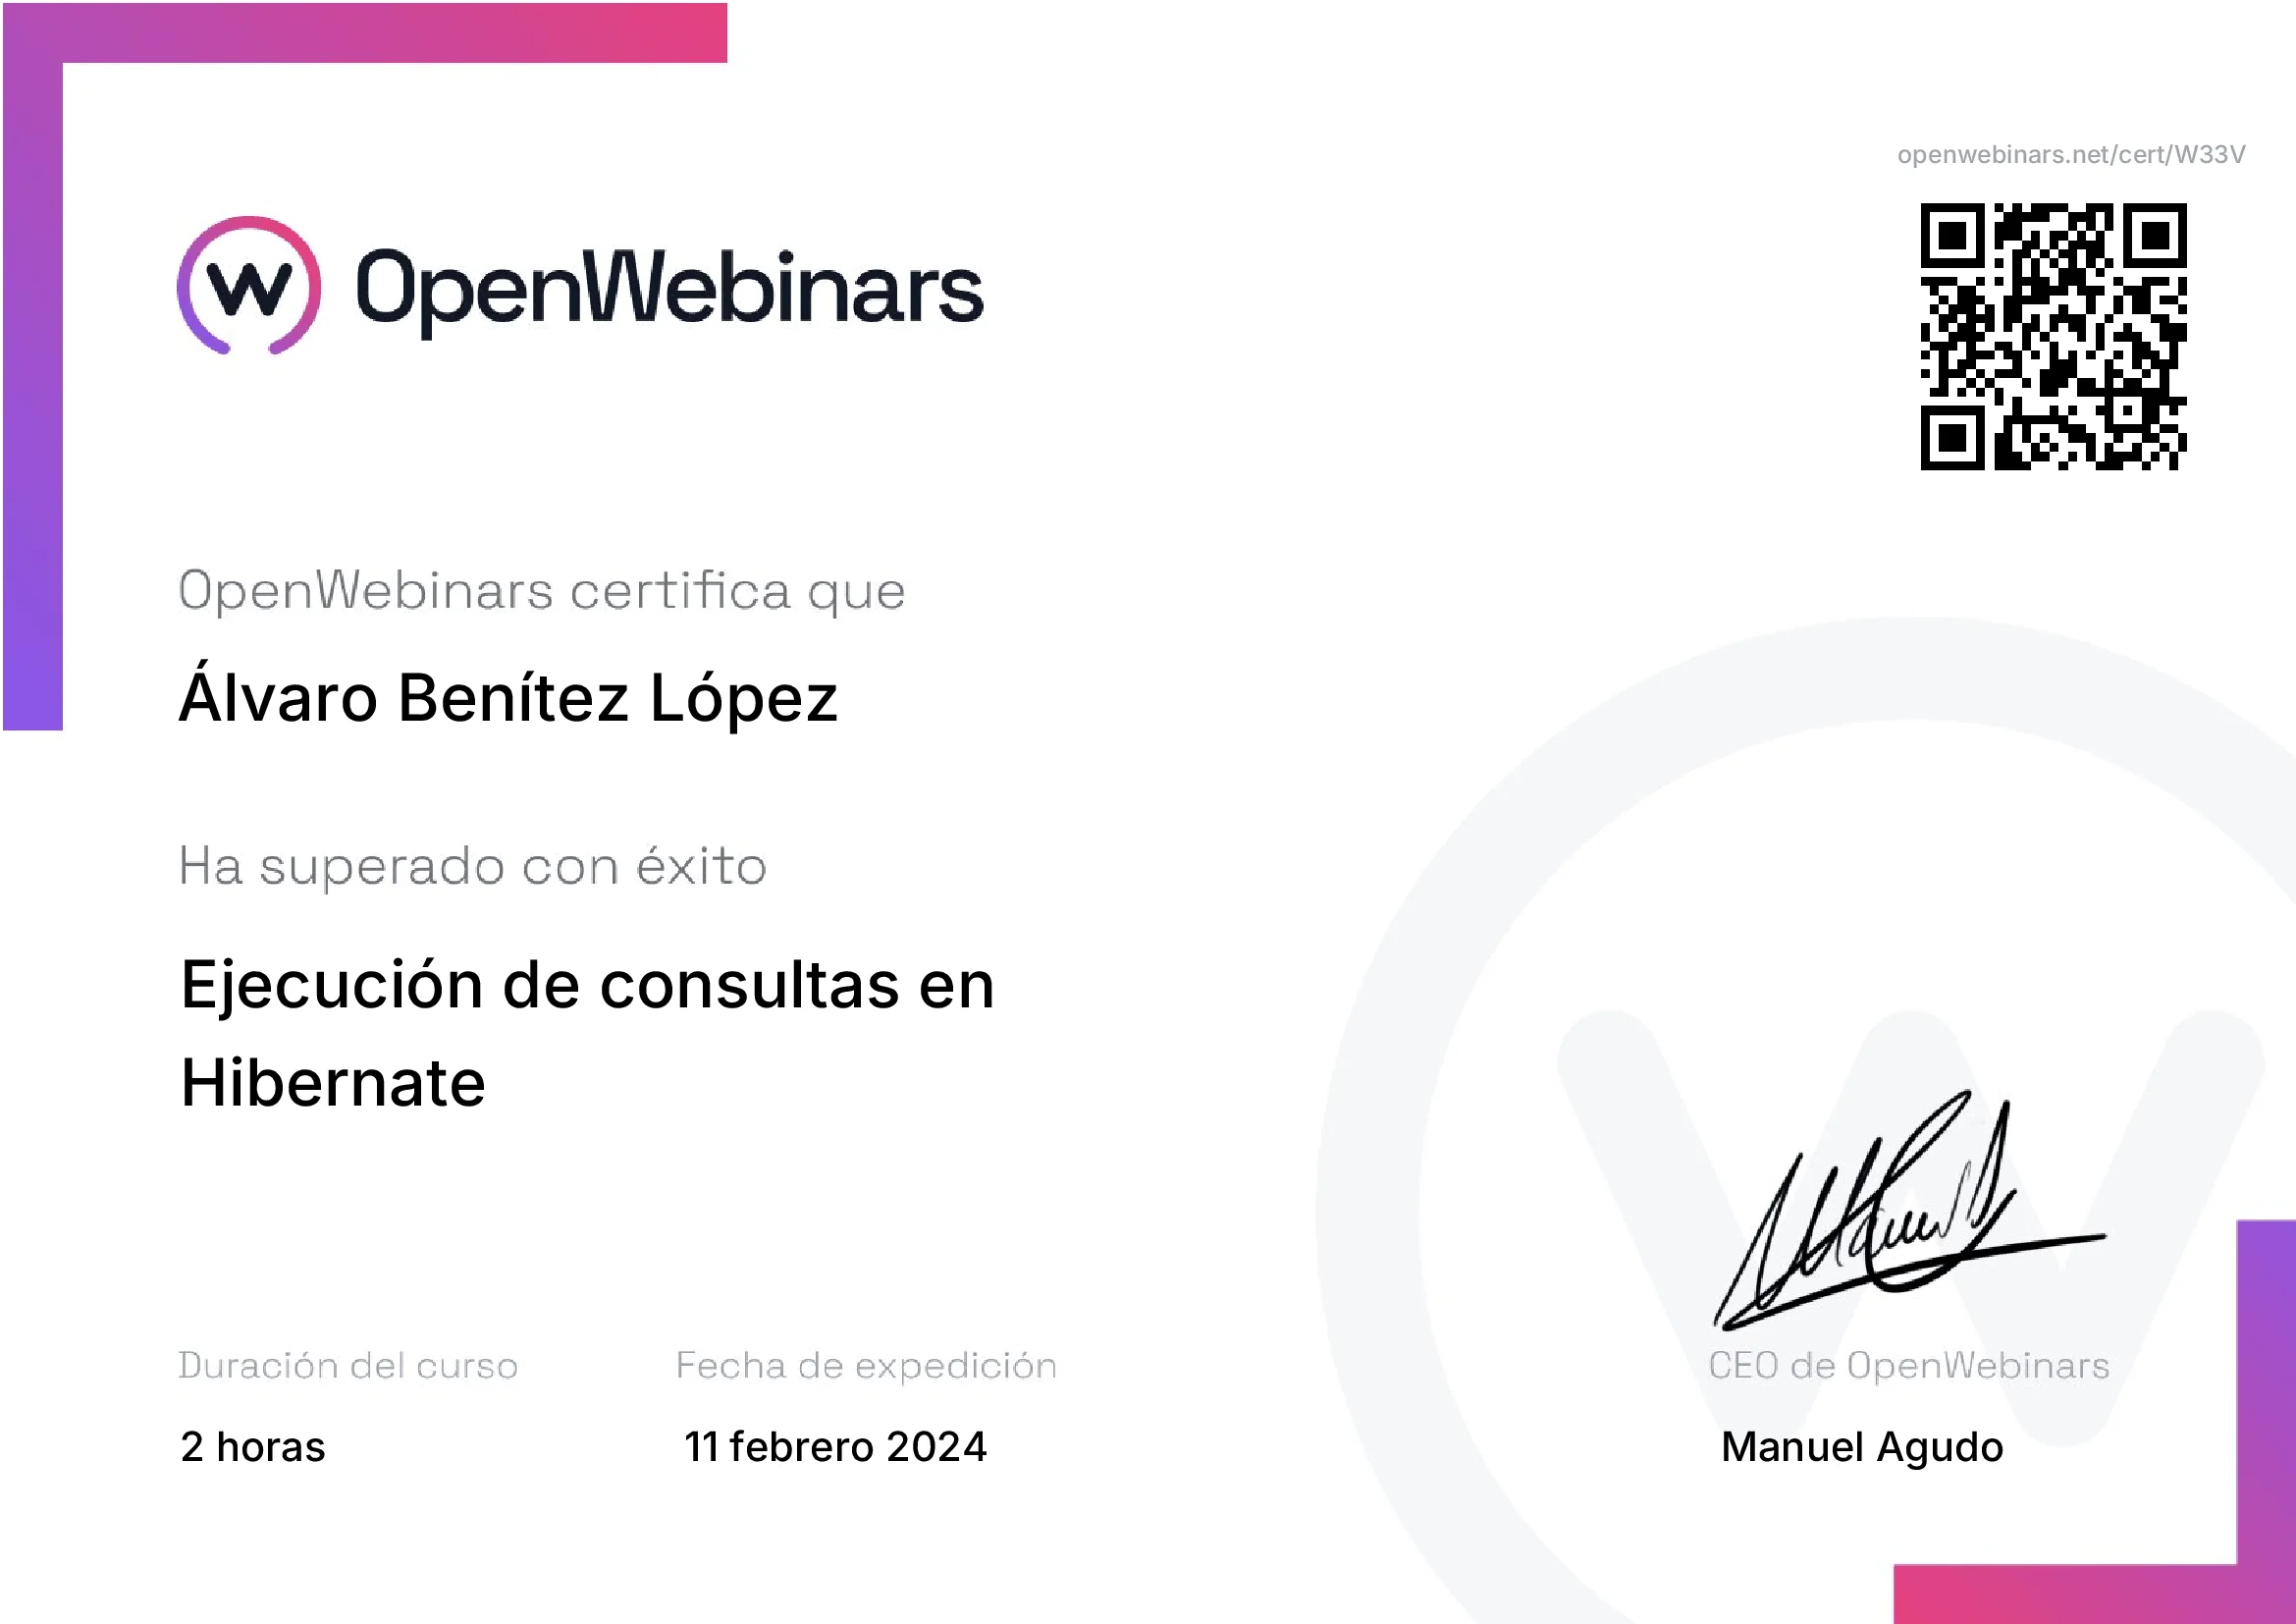 openwebinars.net/cert/W33V
OpenWebinars
OpenWebinars certifica que
Álvaro Benítez López
Ha superado con éxito
Ejecución de consultas en
Hibernate
Duración del curso
2 horas
Fecha de expedición
11 febrero 2024
CEO de OpenWebinars
Manuel Agudo